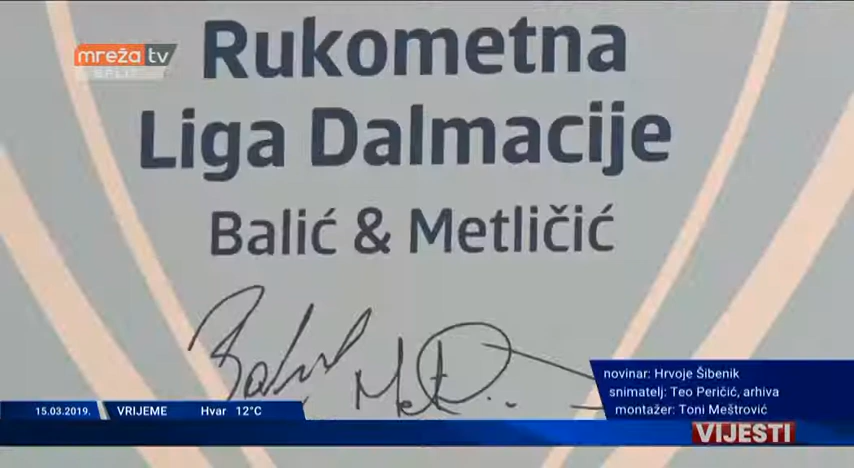 Rukometna
mreža tv
SPLIT
Liga Dalmacije
Balić & Metličić
novinar: Hrvoje Šibenik
snimatelj: Teo Peričić, arhiva
montažer: Toni Meštrović
15.03.2019. VRIJEME Hvar 12°C
VIJESTI